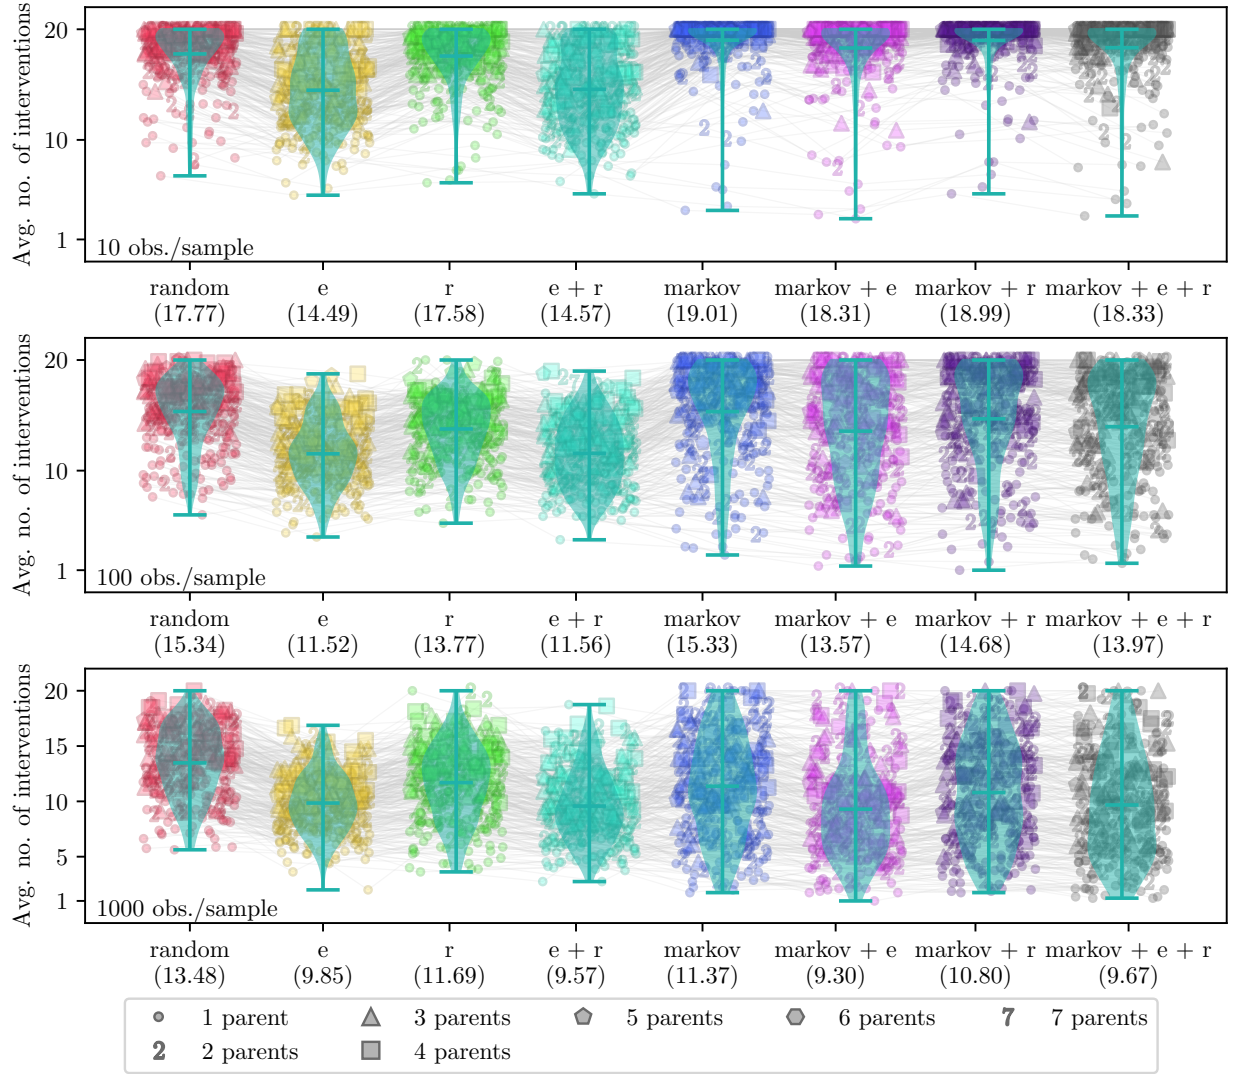 Avg. no. of interventions
20
10
1
10 obs./sample
random e r e + r markov markov + e markov + r markov + e + r
(17.77) (14.49) (17.58) (14.57) (19.01) (18.31) (18.99) (18.33)
Avg. no. of interventions
20
10
1
100 obs./sample
random e r e + r markov markov + e markov + r markov + e + r
(15.34) (11.52) (13.77) (11.56) (15.33) (13.57) (14.68) (13.97)
Avg. no. of interventions
20
15
10
5
1
1000 obs./sample
random e r e + r markov markov + e markov + r markov + e + r
(13.48) (9.85) (11.69) (9.57) (11.37) (9.30) (10.80) (9.67)
1 parent 3 parents 5 parents 6 parents 7 7 parents
2 2 parents 4 parents